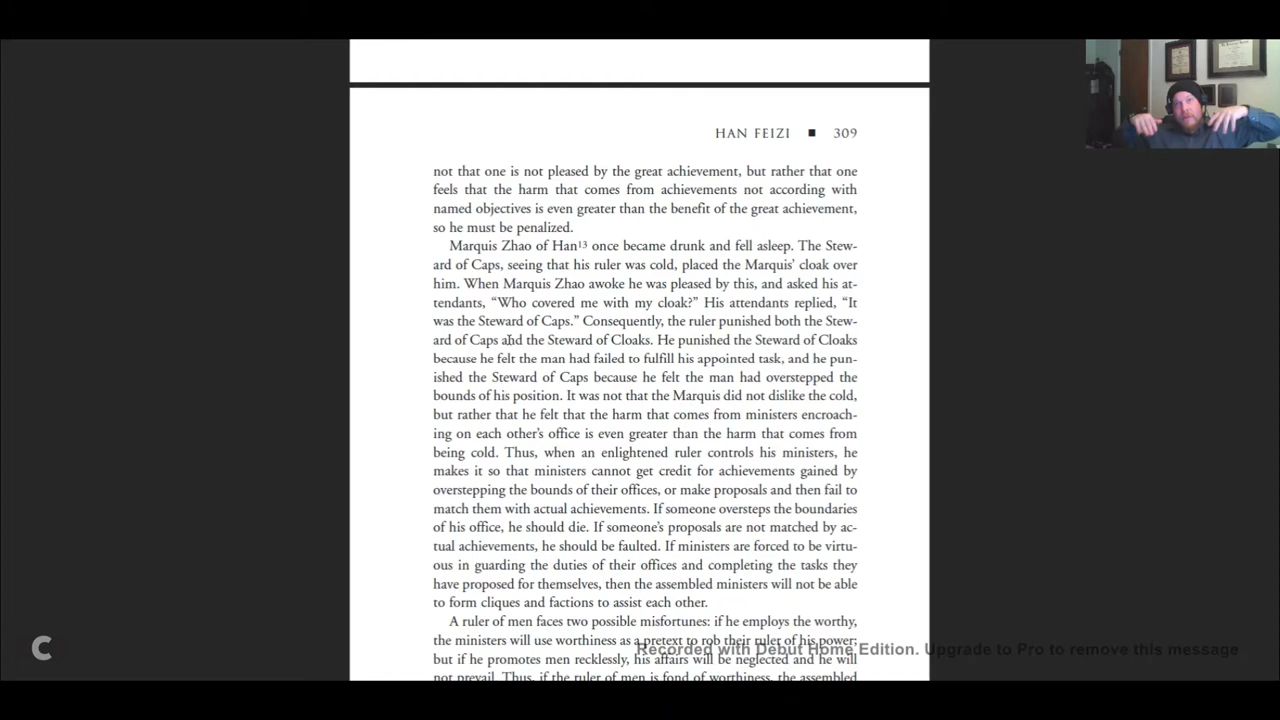 HAN FEIZI ■ 309
not that one is not pleased by the great achievement, but rather that one
feels that the harm that comes from achievements not according with
named objectives is even greater than the benefit of the great achievement,
so he must be penalized.
Marquis Zhao of Han13 once became drunk and fell asleep. The Stew-
ard of Caps, seeing that his ruler was cold, placed the Marquis’ cloak over
him. When Marquis Zhao awoke he was pleased by this, and asked his at-
tendants, “Who covered me with my cloak?” His attendants replied, “It
was the Steward of Caps.” Consequently, the ruler punished both the Stew-
ard of Caps and the Steward of Cloaks. He punished the Steward of Cloaks
because he felt the man had failed to fulfill his appointed task, and he pun-
ished the Steward of Caps because he felt the man had overstepped the
bounds of his position. It was not that the Marquis did not dislike the cold,
but rather that he felt that the harm that comes from ministers encroach-
ing on each other’s office is even greater than the harm that comes from
being cold. Thus, when an enlightened ruler controls his ministers, he
makes it so that ministers cannot get credit for achievements gained by
overstepping the bounds of their offices, or make proposals and then fail to
match them with actual achievements. If someone oversteps the boundaries
of his office, he should die. If someone’s proposals are not matched by ac-
tual achievements, he should be faulted. If ministers are forced to be virtu-
ous in guarding the duties of their offices and completing the tasks they
have proposed for themselves, then the assembled ministers will not be able
to form cliques and factions to assist each other.
A ruler of men faces two possible misfortunes: if he employs the worthy,
the ministers will use worthiness as a pretext to rob their ruler of his power;
but if he promotes men recklessly, his affairs will be neglected and he will
not prevail. Thus, if the ruler of men is fond of worthiness, the assembled
C
Recorded with Debut Home Edition. Upgrade to Pro to remove this message